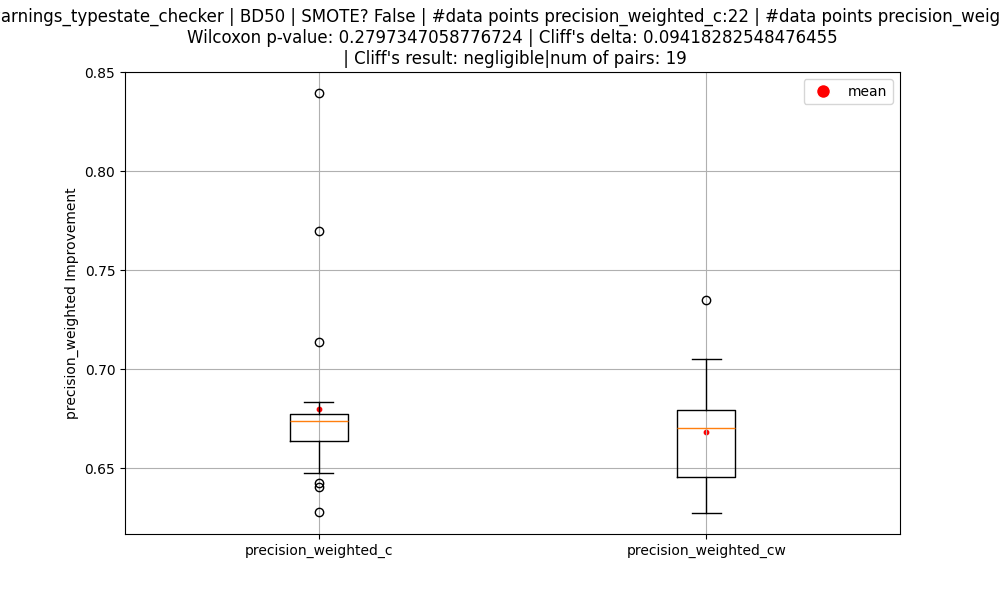 arnings_typestate_checker | BD50 | SMOTE? False | #data points precision_weighted_c:22 | #data points precision_weig
Wilcoxon p-value: 0.2797347058776724 | Cliff's delta: 0.09418282548476455
| Cliff's result: negligible|num of pairs: 19
0.85
mean
0.80
0.75
0.70
0.65
precision_weighted Improvement
precision_weighted_c
precision_weighted_cw